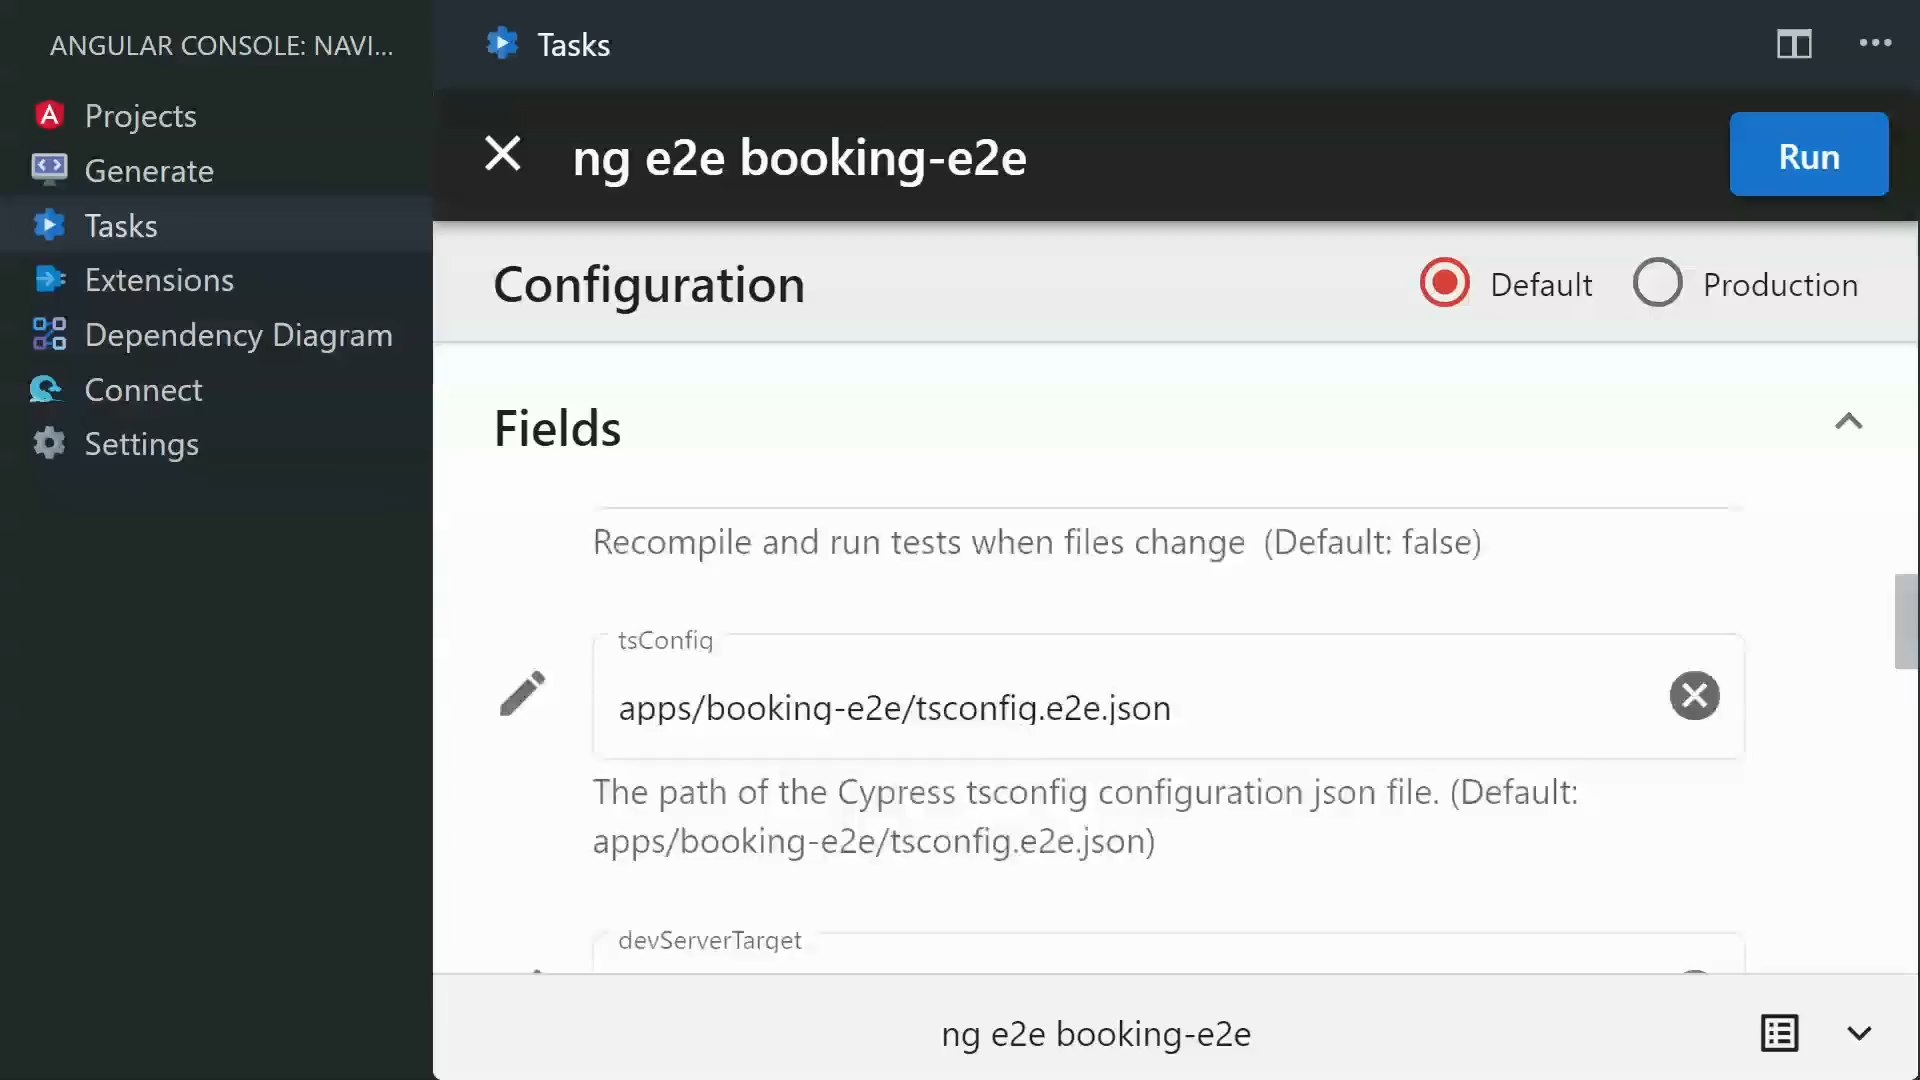 ANGULAR CONSOLE: NAVI...
Projects
Generate
Tasks
Extensions
Dependency Diagram
Connect
Settings
Tasks
ng e2e booking-e2e
Run
Configuration
Default
Production
Fields
Recompile and run tests when files change (Default: false)
tsConfig
apps/booking-e2e/tsconfig.e2e.json
The path of the Cypress tsconfig configuration json file. (Default:
apps/booking-e2e/tsconfig.e2e.json)
devServerTarget
ng e2e booking-e2e